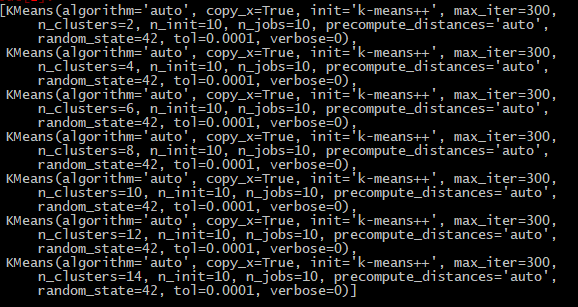 [KMeans(algorithm='auto', copy_x=True, init='k-means++', max_iter=300,
n_clusters=2, n_init=10, n_jobs=10, precompute_distances='auto',
random_state=42, tol=0.0001, verbose=0),
KMeans(algorithm='auto', copy_x=True, init='k-means++', max_iter=300,
n_clusters=4, n_init=10, n_jobs=10, precompute_distances='auto',
random_state=42, tol=0.0001, verbose=0),
KMeans(algorithm='auto', copy_x=True, init='k-means++', max_iter=300,
n_clusters=6, n_init=10, n_jobs=10, precompute_distances='auto',
random_state=42, tol=0.0001, verbose=0),
KMeans(algorithm='auto', copy_x=True, init='k-means++', max_iter=300,
n_clusters=8, n_init=10, n_jobs=10, precompute_distances='auto',
random_state=42, tol=0.0001, verbose=0),
KMeans(algorithm='auto', copy_x=True, init='k-means++', max_iter=300,
n_clusters=10, n_init=10, n_jobs=10, precompute_distances='auto',
random_state=42, tol=0.0001, verbose=0),
KMeans(algorithm='auto', copy_x=True, init='k-means++', max_iter=300,
n_clusters=12, n_init=10, n_jobs=10, precompute_distances='auto',
random_state=42, tol=0.0001, verbose=0),
KMeans(algorithm='auto', copy_x=True, init='k-means++', max_iter=300,
n_clusters=14, n_init=10, n_jobs=10, precompute_distances='auto',
random_state=42, tol=0.0001, verbose=0)]